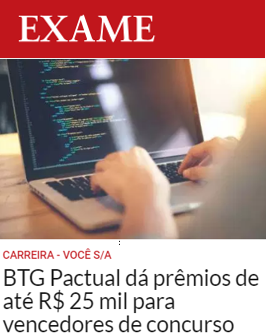 EXAME
CARREIRA - VOCÊ S/A
BTG Pactual dá prêmios de
até R$ 25 mil para
vencedores de concurso